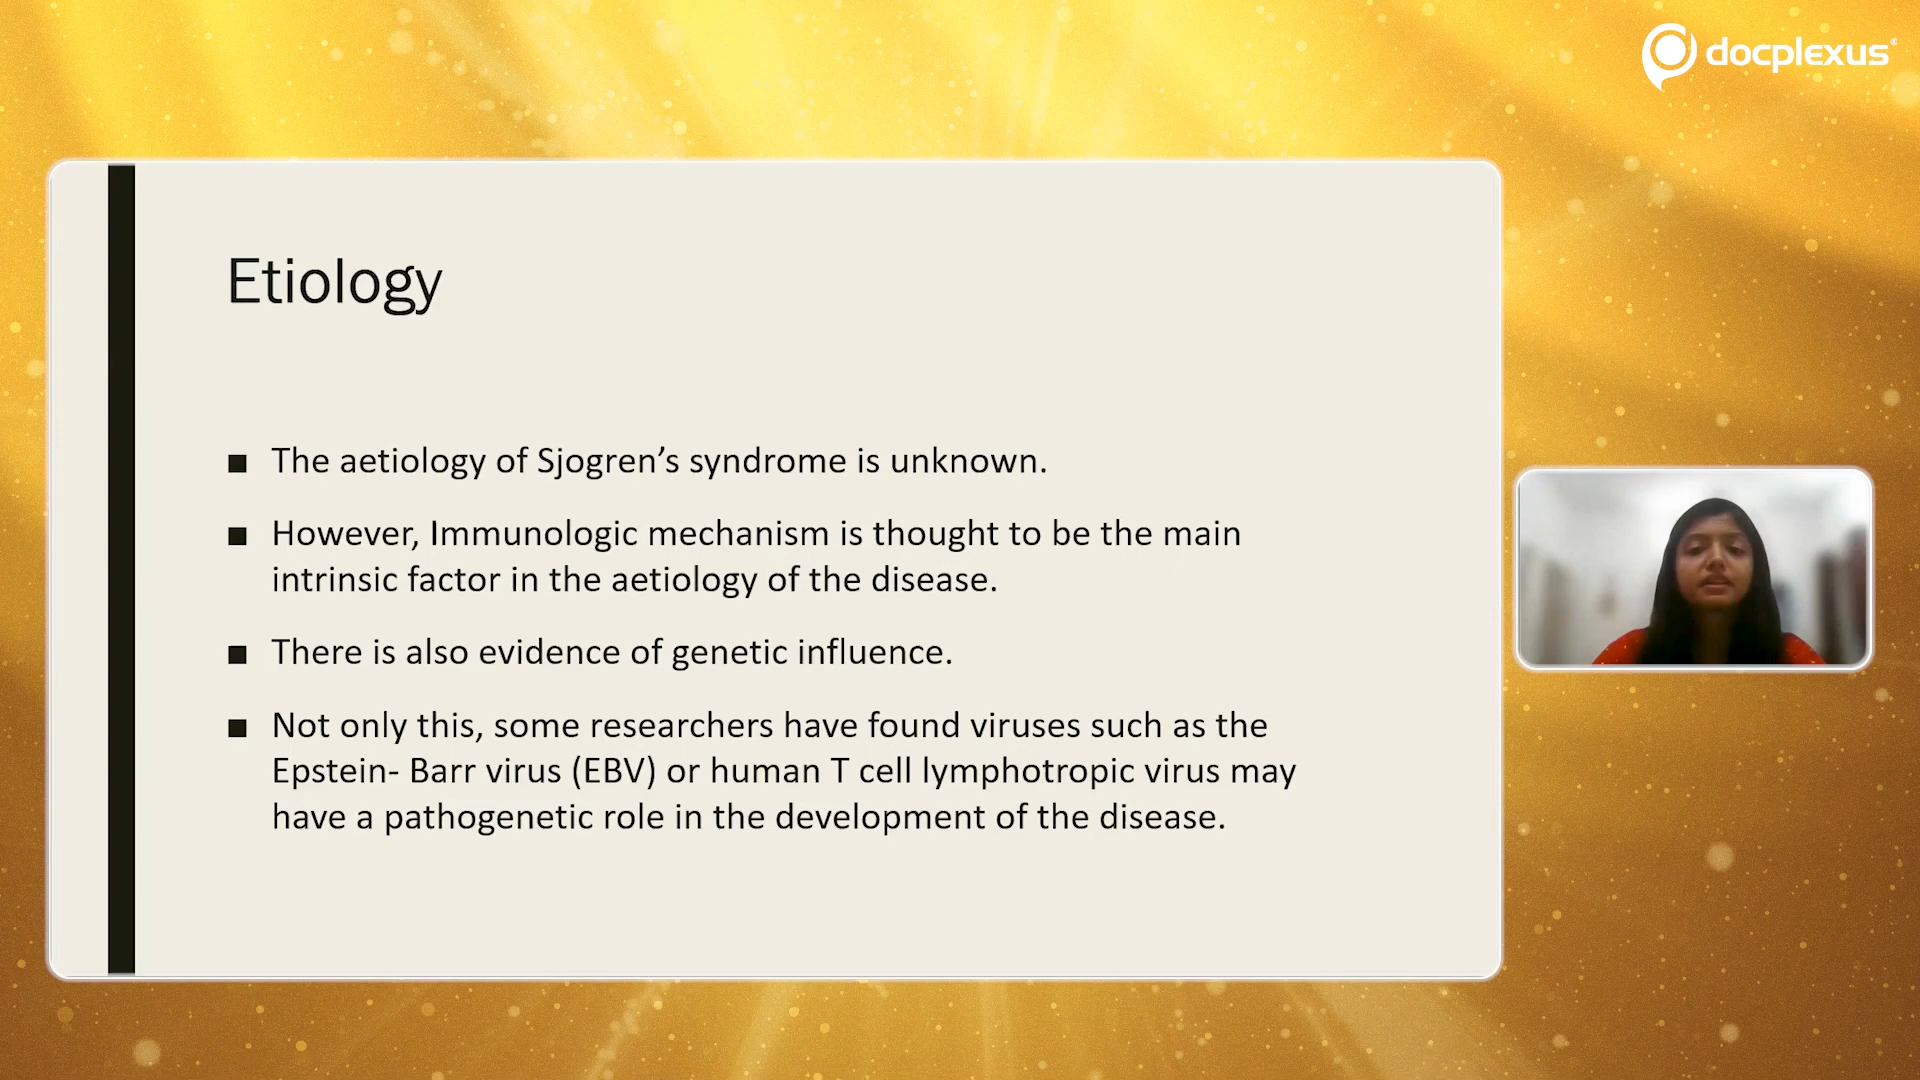 docplexus®
Etiology
■ The aetiology of Sjogren’s syndrome is unknown.
■ However, Immunologic mechanism is thought to be the main
intrinsic factor in the aetiology of the disease.
■ There is also evidence of genetic influence.
■ Not only this, some researchers have found viruses such as the
Epstein- Barr virus (EBV) or human T cell lymphotropic virus may
have a pathogenetic role in the development of the disease.